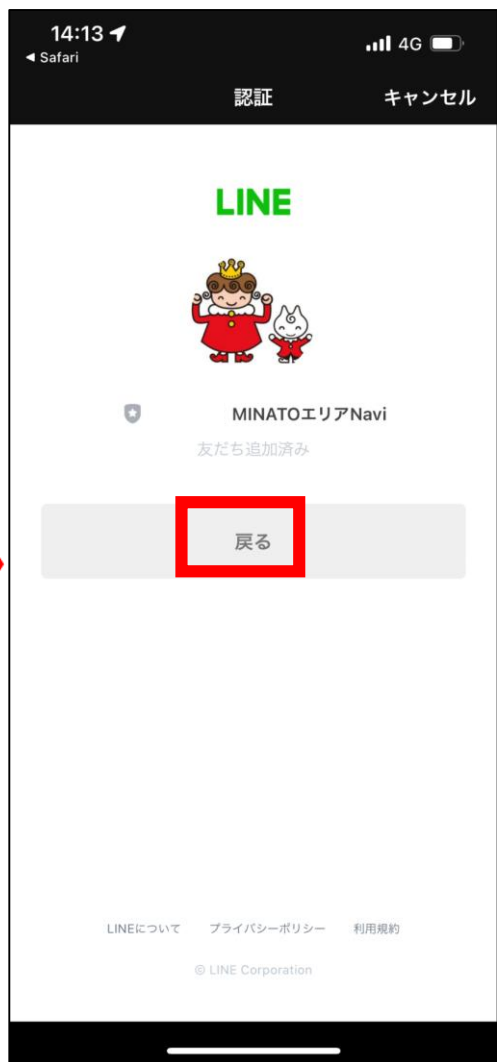 14:13
4G
◀ Safari
認証
キャンセル
LINE
MINATOエリアNavi
友だち追加済み
戻る
LINEについて プライバシーポリシー 利用規約
© LINE Corporation